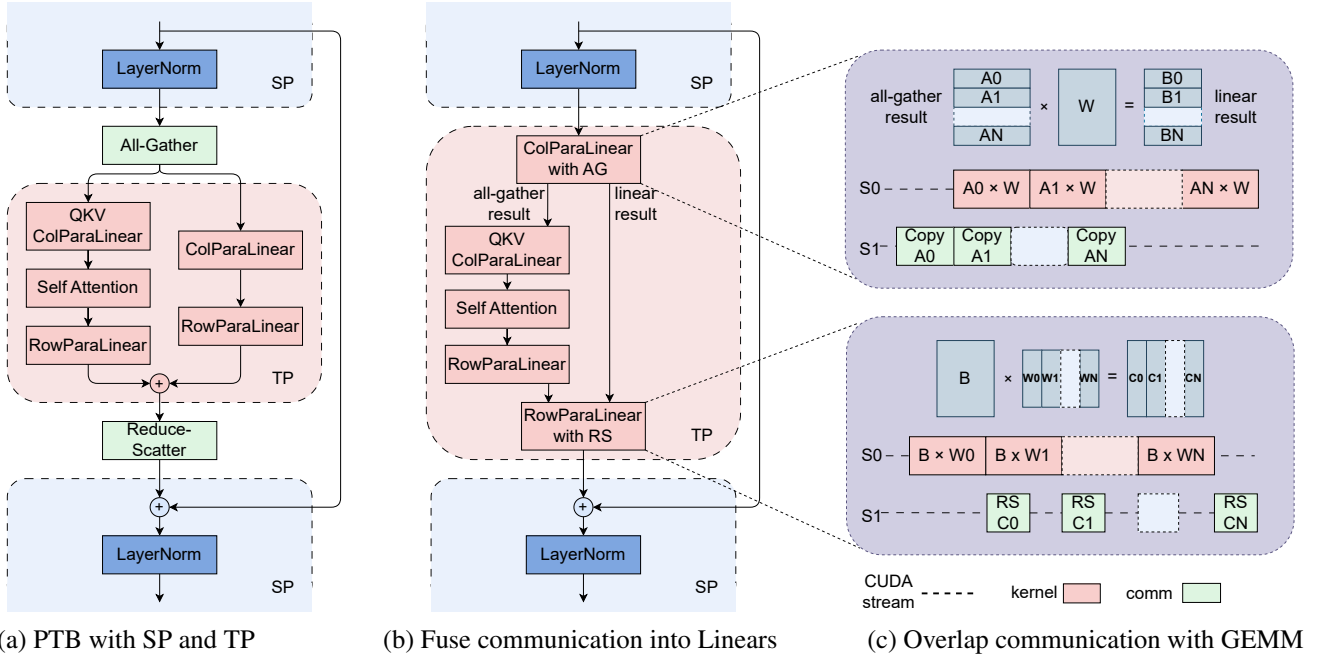 LayerNorm
SP
All-Gather
QKV
ColParaLinear
ColParaLinear
Self Attention
RowParaLinear
RowParaLinear
+
TP
Reduce-
Scatter
+
LayerNorm
SP
(a) PTB with SP and TP
LayerNorm
SP
ColParaLinear
with AG
all-gather
result
linear
result
QKV
ColParaLinear
Self Attention
RowParaLinear
RowParaLinear
with RS
TP
+
LayerNorm
SP
(b) Fuse communication into Linears
all-gather
result
A0
A1
AN
×
W
=
B0
B1
BN
linear
result
S0
A0 × W
A1 × W
AN × W
S1
Copy
A0
Copy
A1
Copy
AN
B
×
W0
W1
WN
=
C0
C1
CN
S0
B × W0
B x W1
B x WN
S1
RS
C0
RS
C1
RS
CN
CUDA
stream
kernel
comm
(c) Overlap communication with GEMM